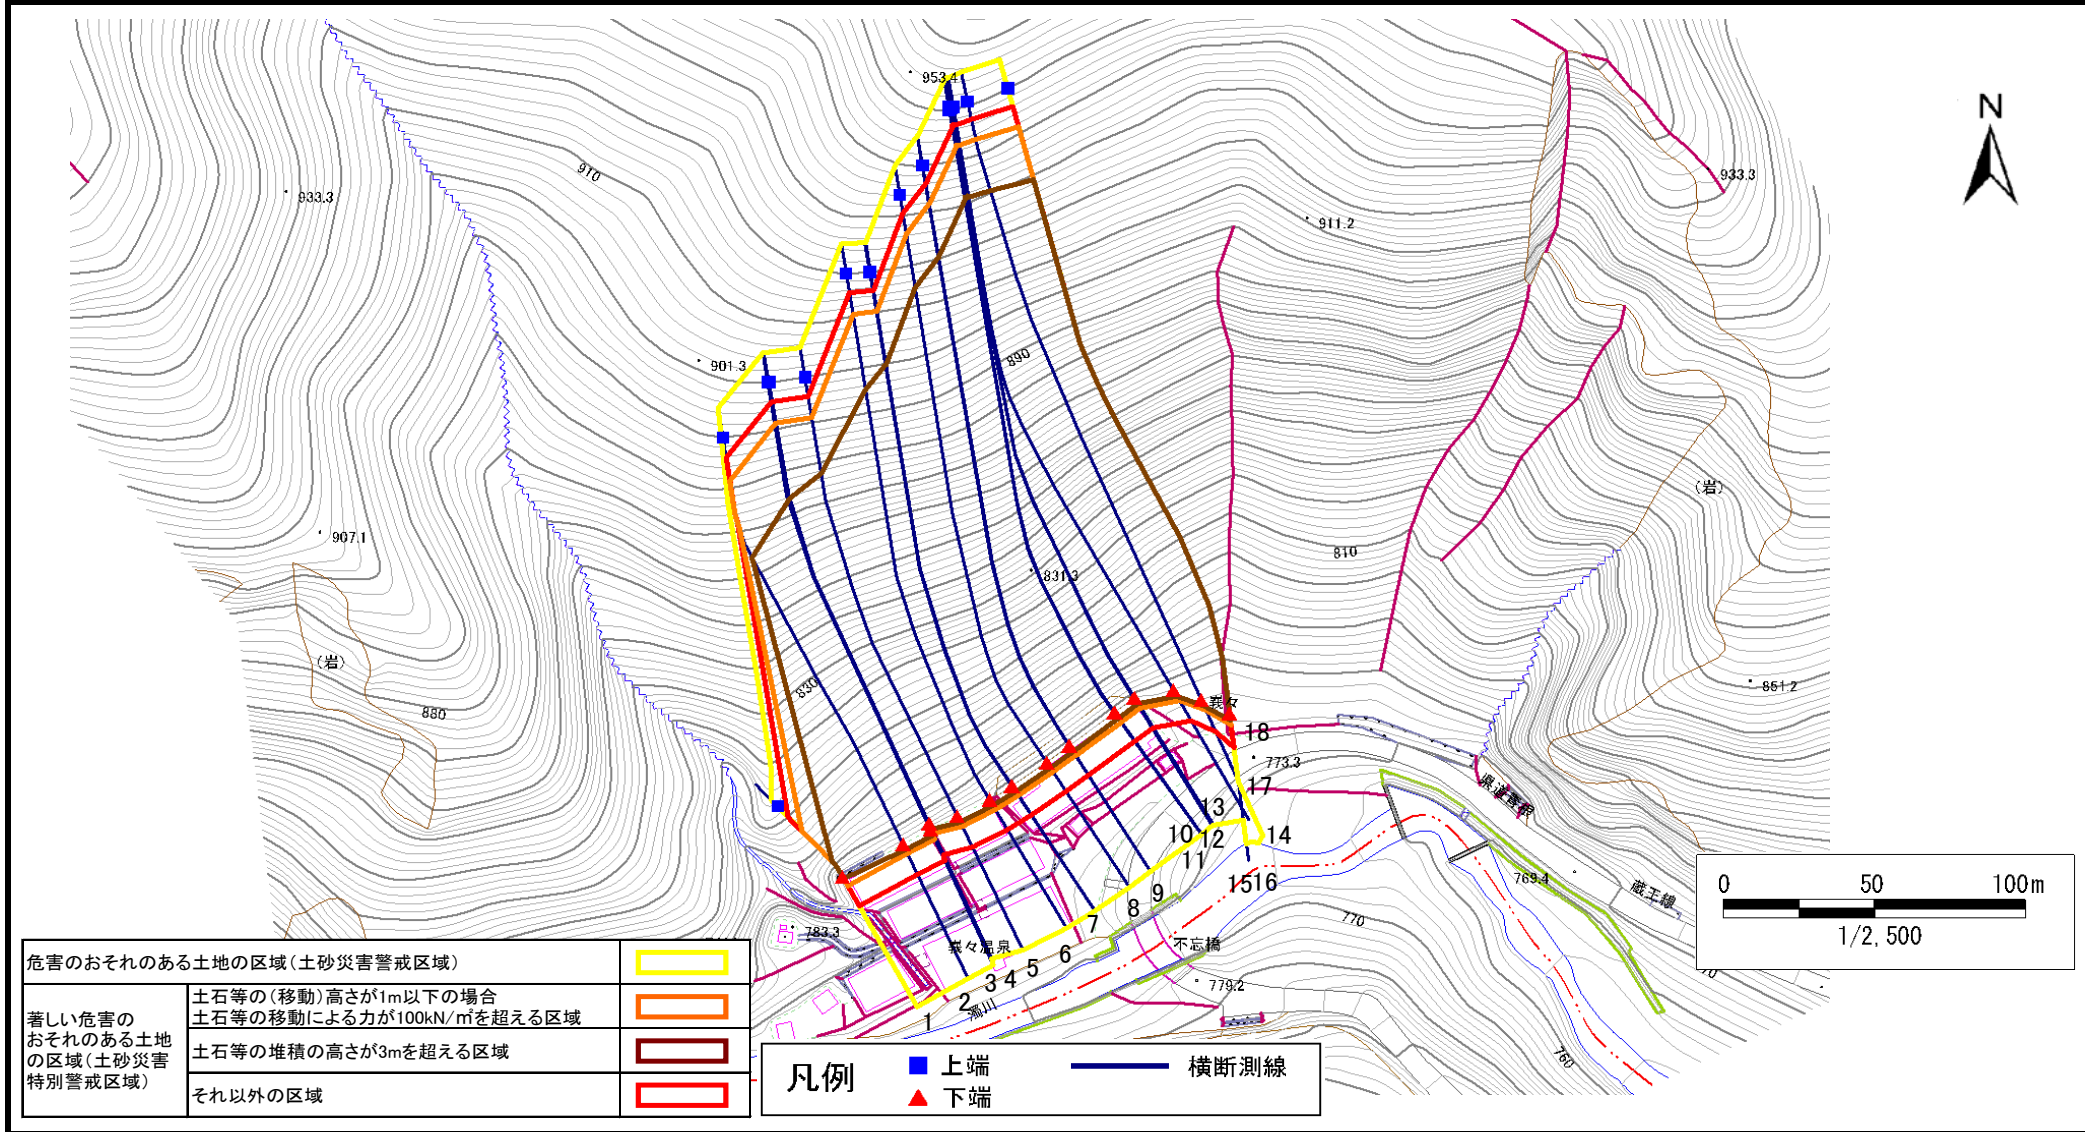 N
953.4
910
933.3
933.3
911.2
901.3
890
(岩)
907.1
810
831.3
(岩)
830
851.2
880
峩々
18
773.3
17
13
10
12
14
11
15 16
769.4
蔵王線
9
8
7
770
783.3
峩々温泉
6
不忘橋
5
4
3
779.2
2
濁川
1
760
0 50 100m
1/2,500
危害のおそれのある土地の区域(土砂災害警戒区域)
著しい危害の
おそれのある土地
の区域(土砂災害
特別警戒区域)
土石等の(移動)高さが1m以下の場合
土石等の移動による力が100kN/㎡を超える区域
土石等の堆積の高さが3mを超える区域
それ以外の区域
凡例
上端
下端
横断測線